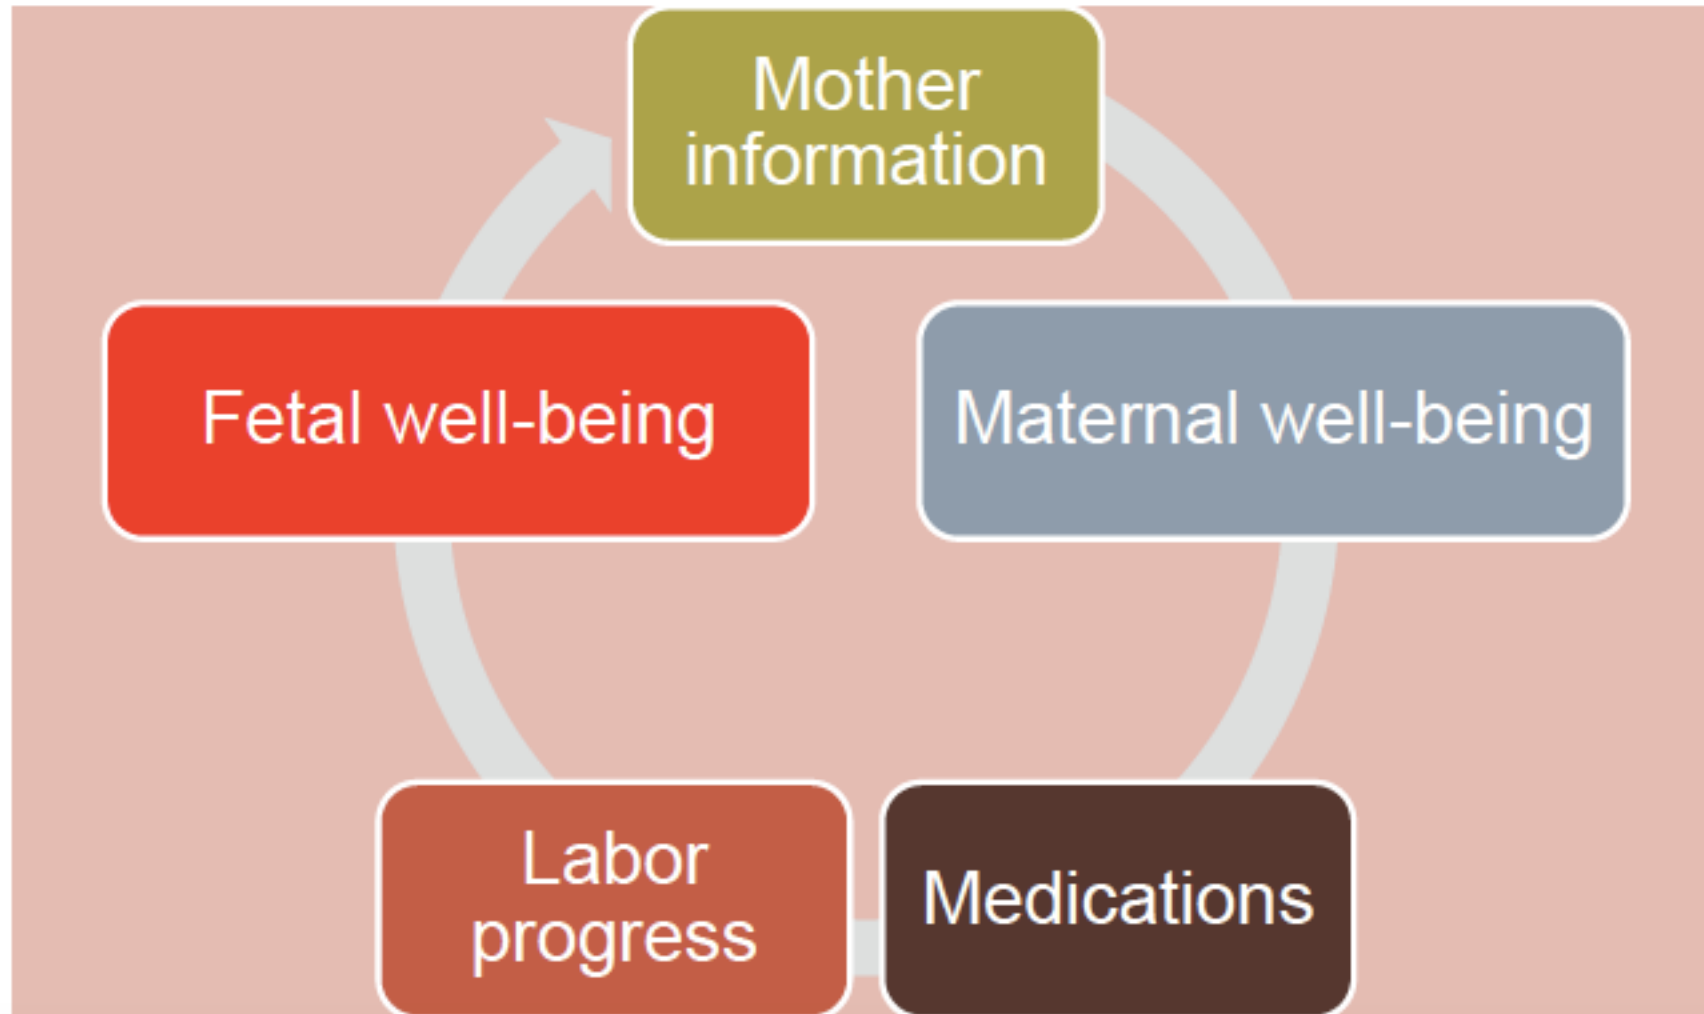 Mother
information
Fetal well-being
Maternal well-being
Labor
progress
Medications